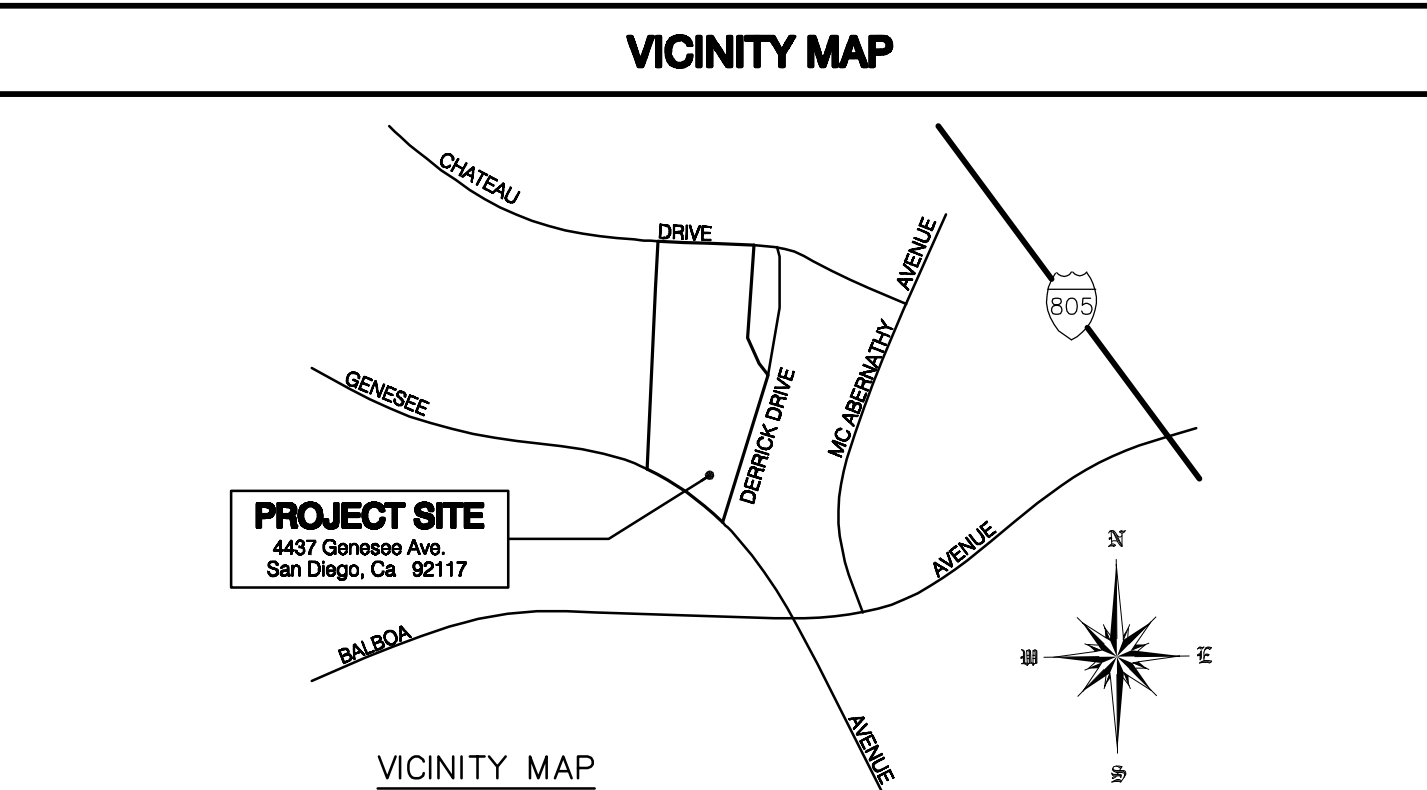 VICINITY MAP
CHATEAU
DRIVE
AVENUE
805
MC ABERNATHY
GENESEE
DERRICK DRIVE
PROJECT SITE
4437 Genesee Ave.
San Diego, Ca 92117
AVENUE
N
BALBOA
W
E
AVENUE
VICINITY MAP
S